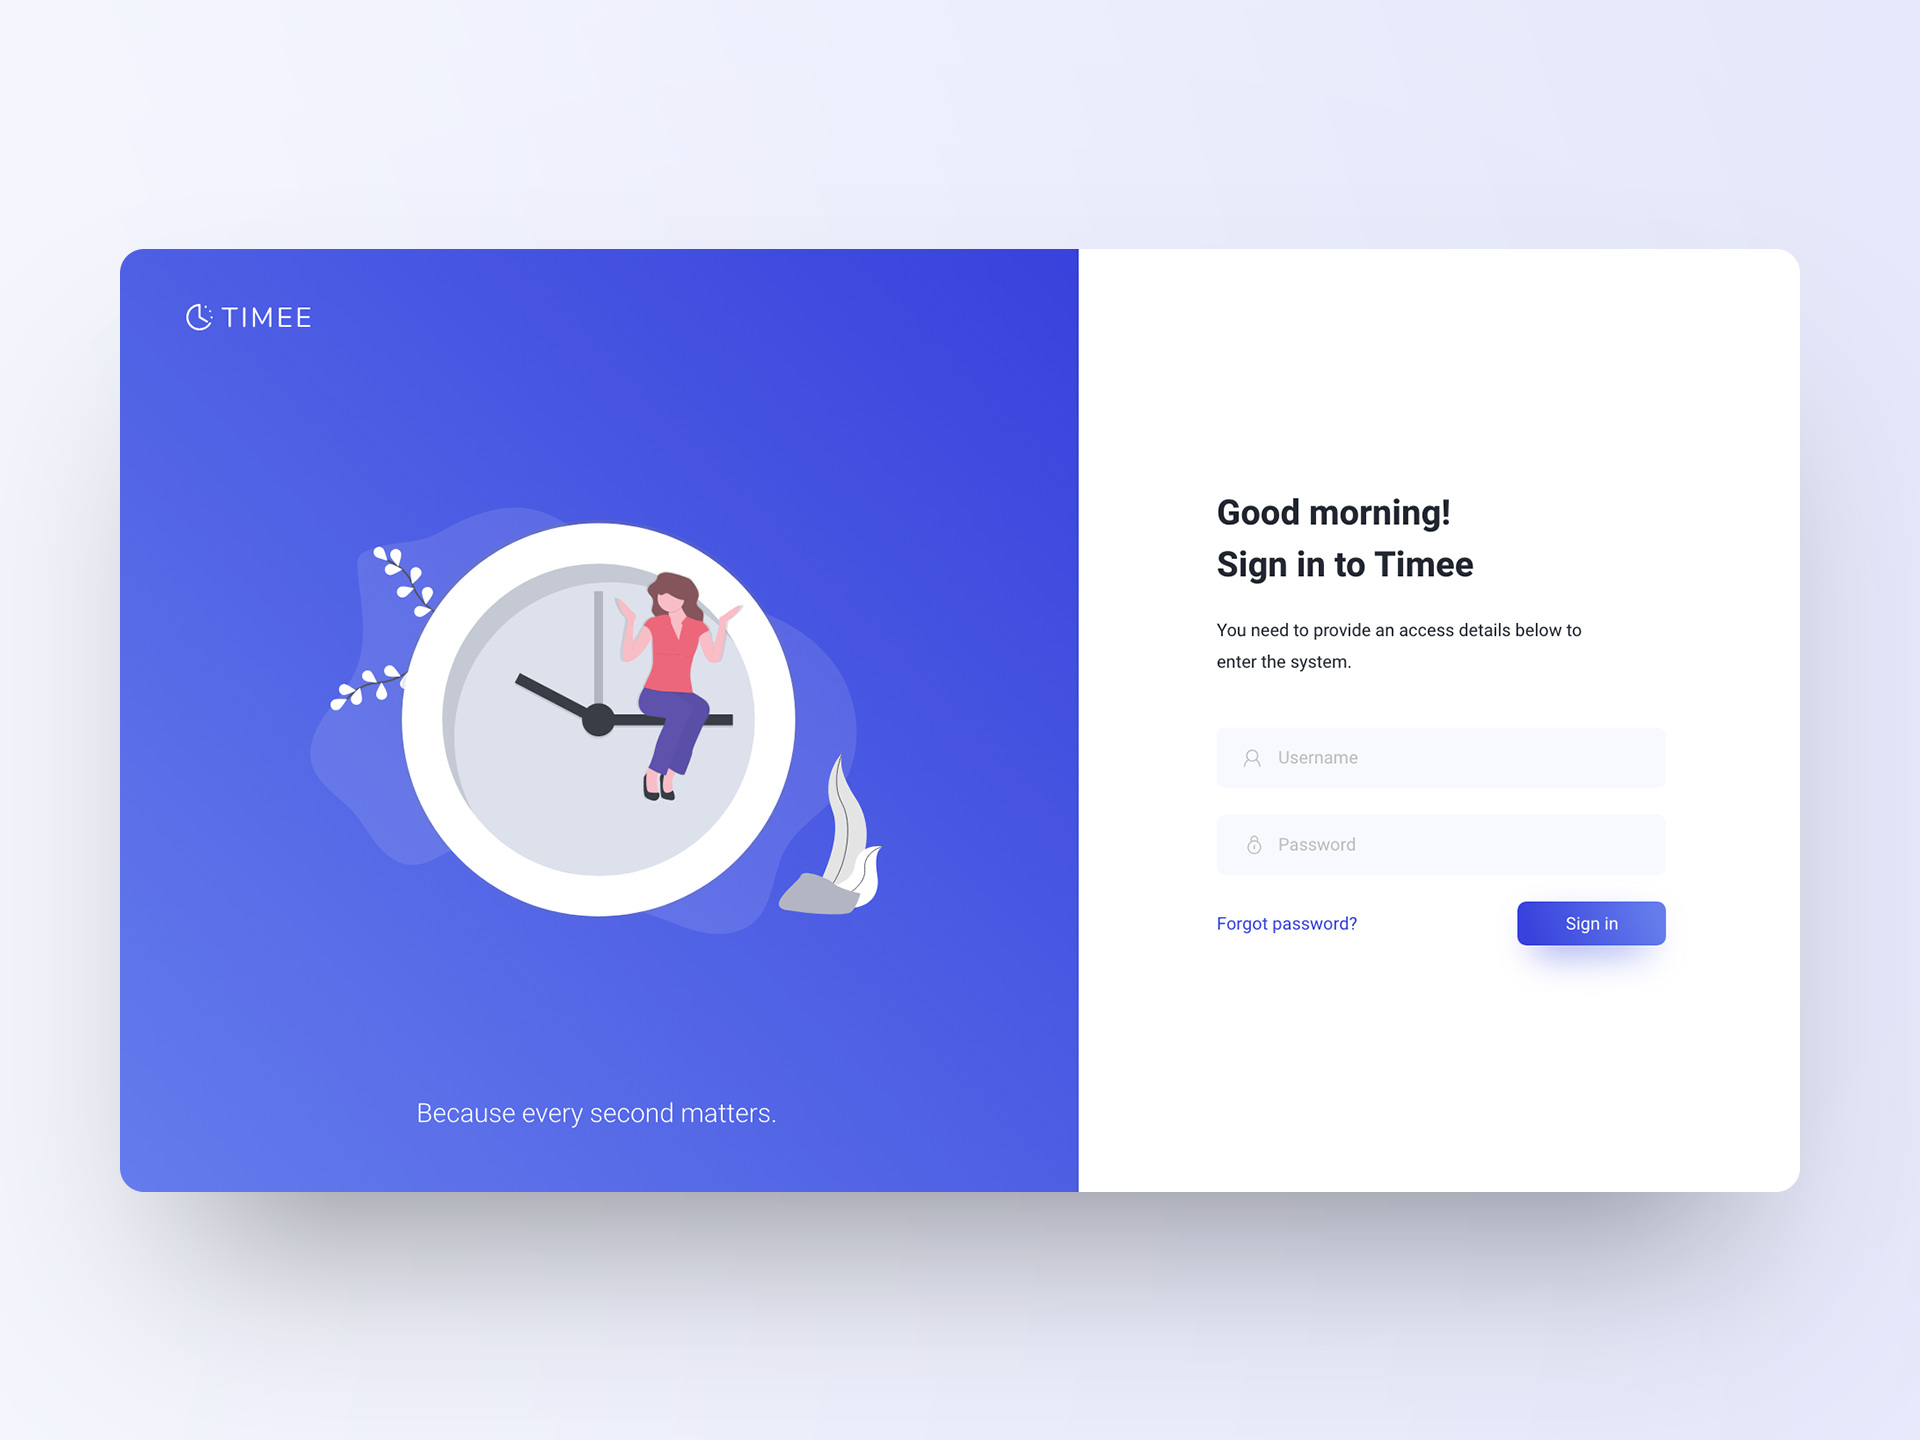 TIMEE
Because every second matters.
Good morning!
Sign in to Timee
You need to provide an access details below to
enter the system.
Username
Password
Forgot password?
Sign in